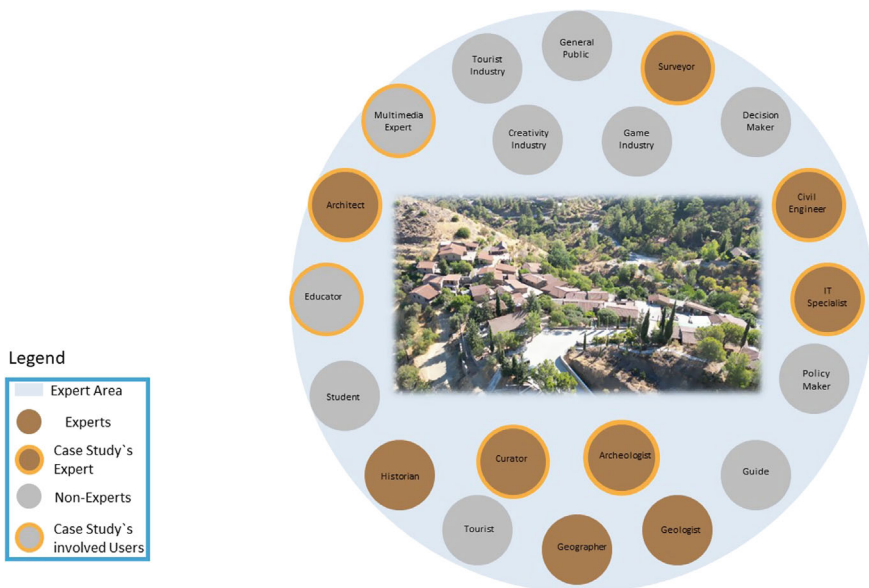 General
Public
Tourist
Industry
Surveyor
Multimedia
Expert
Creativity
Industry
Game
Industry
Decision
Maker
Architect
Civil
Engineer
Educator
IT
Specialist
Student
Policy
Maker
Historian
Curator
Archeologist
Guide
Tourist
Geographer
Geologist
Legend
Expert Area
Experts
Case Study`s
Expert
Non-Experts
Case Study`s
involved Users